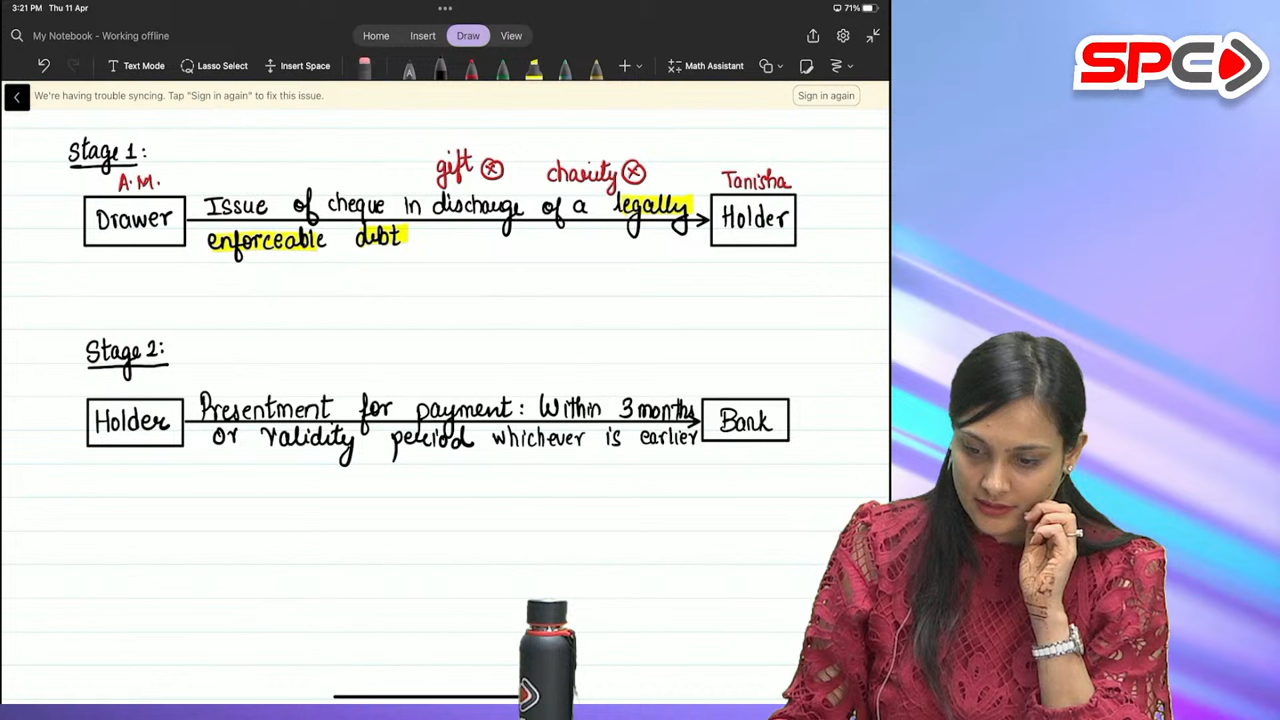 3:21 PM Thu 11 Apr
71%
My Notebook - Working offline
Home Insert Draw View
Text Mode Lasso Select Insert Space Math Assistant
We're having trouble syncing. Tap "Sign in again" to fix this issue.
Sign in again
SPC
Stage 1:
gift charity
A.M. Tanisha
Drawer Issue of cheque in discharge of a legally Holder
enforceable debt
Stage 2:
Holder Presentment for payment: Within 3 months Bank
or validity period whichever is earlier